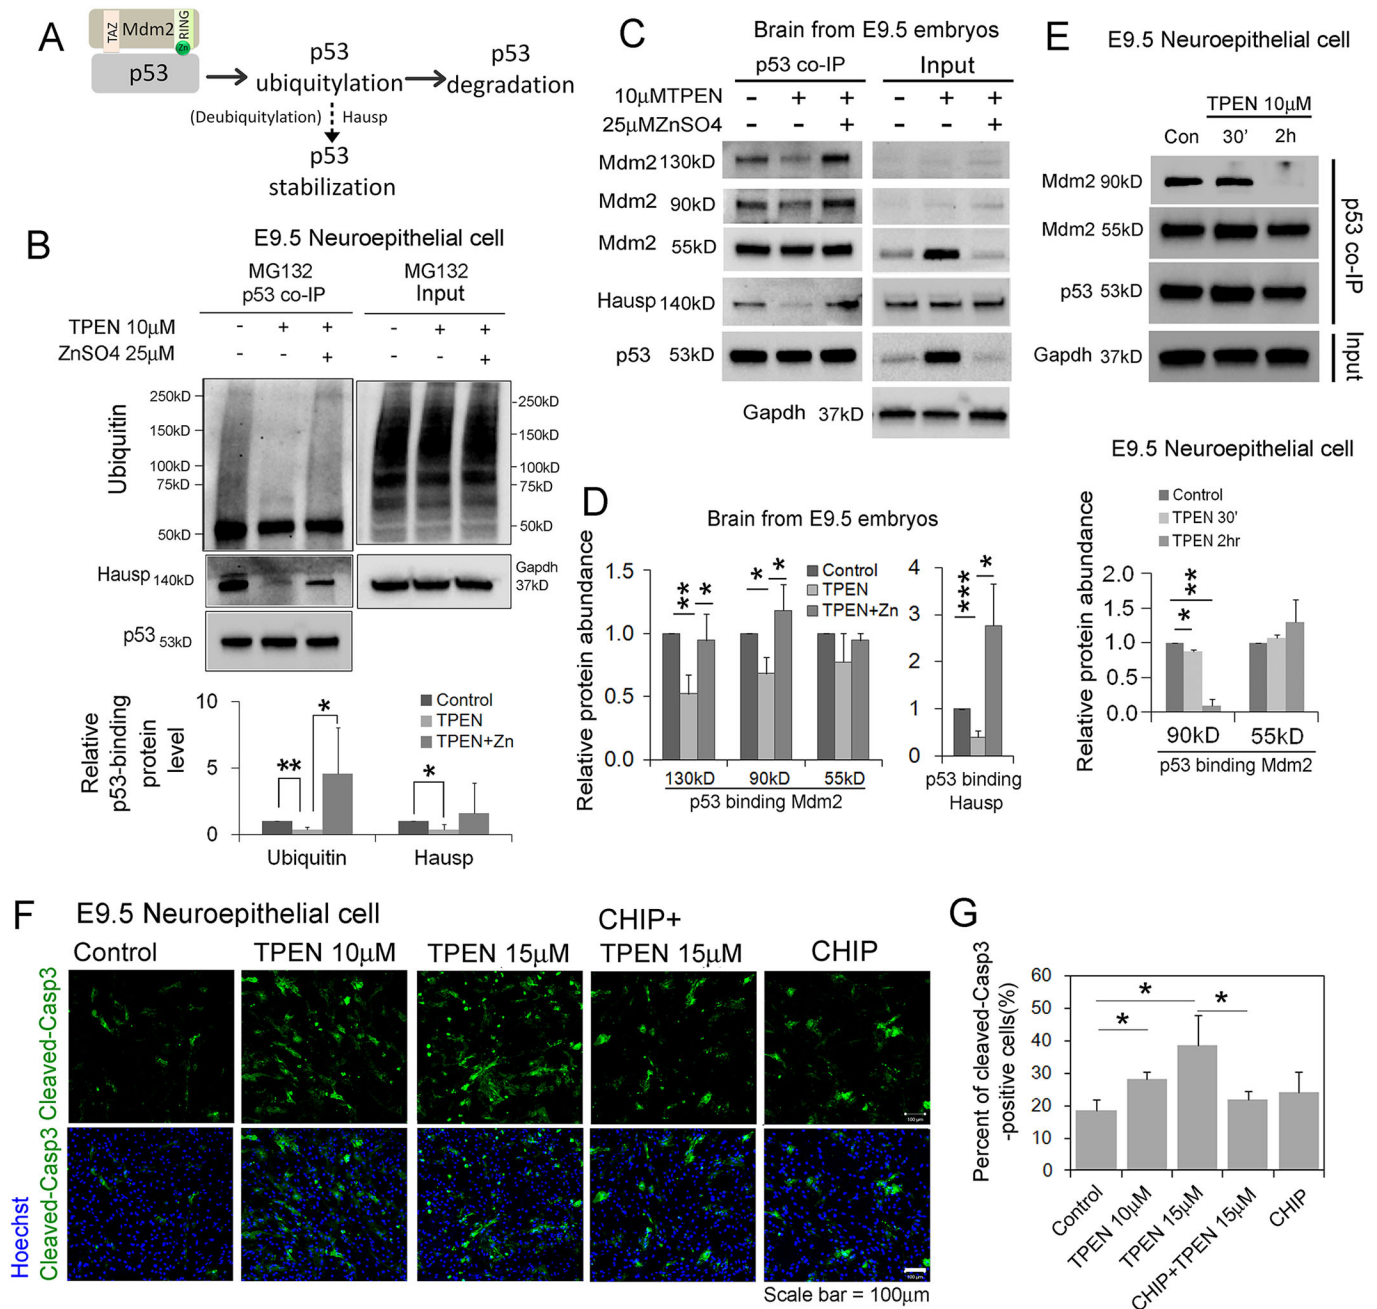 A
TAZ
Mdm2
RING
Zn
p53
p53
ubiquitylation
p53
degradation
(Deubiquitylation)
Hausp
p53
stabilization
B
E9.5 Neuroepithelial cell
MG132
p53 co-IP
MG132
Input
TPEN 10μM - + + - + +
ZnSO4 25μM - - + - - +
Ubiquitin
250kD
150kD
100kD
75kD
50kD
250kD
150kD
100kD
75kD
50kD
Hausp 140kD
Gapdh
37kD
p53 53kD
Relative
p53-binding
protein
level
10
5
0
Control
TPEN
TPEN+Zn
**
*
*
Ubiquitin
Hausp
C
Brain from E9.5 embryos
p53 co-IP
Input
10μMTPEN - + + - + +
25μMZnSO4 - - + - - +
Mdm2 130kD
Mdm2 90kD
Mdm2 55kD
Hausp 140kD
p53 53kD
Gapdh 37kD
D
Brain from E9.5 embryos
Relative protein abundance
1.5
1.0
0.5
0.0
Control
TPEN
TPEN+Zn
**
*
*
*
130kD
90kD
55kD
p53 binding Mdm2
4
3
2
1
0
***
*
p53 binding
Hausp
E
E9.5 Neuroepithelial cell
TPEN 10μM
Con 30' 2h
Mdm2 90kD
Mdm2 55kD
p53 53kD
Gapdh 37kD
p53 co-IP
Input
E9.5 Neuroepithelial cell
Control
TPEN 30'
TPEN 2hr
Relative protein abundance
2.0
1.5
1.0
0.5
0.0
**
*
90kD
55kD
p53 binding Mdm2
F
E9.5 Neuroepithelial cell
Control
TPEN 10μM
TPEN 15μM
CHIP+
TPEN 15μM
CHIP
Cleaved-Casp3
Hoechst
Cleaved-Casp3
100 μm
100 μm
Scale bar = 100μm
G
Percent of cleaved-Casp3
-positive cells(%)
60
50
40
30
20
10
0
*
*
*
Control
TPEN 10μM
TPEN 15μM
CHIP+TPEN 15μM
CHIP